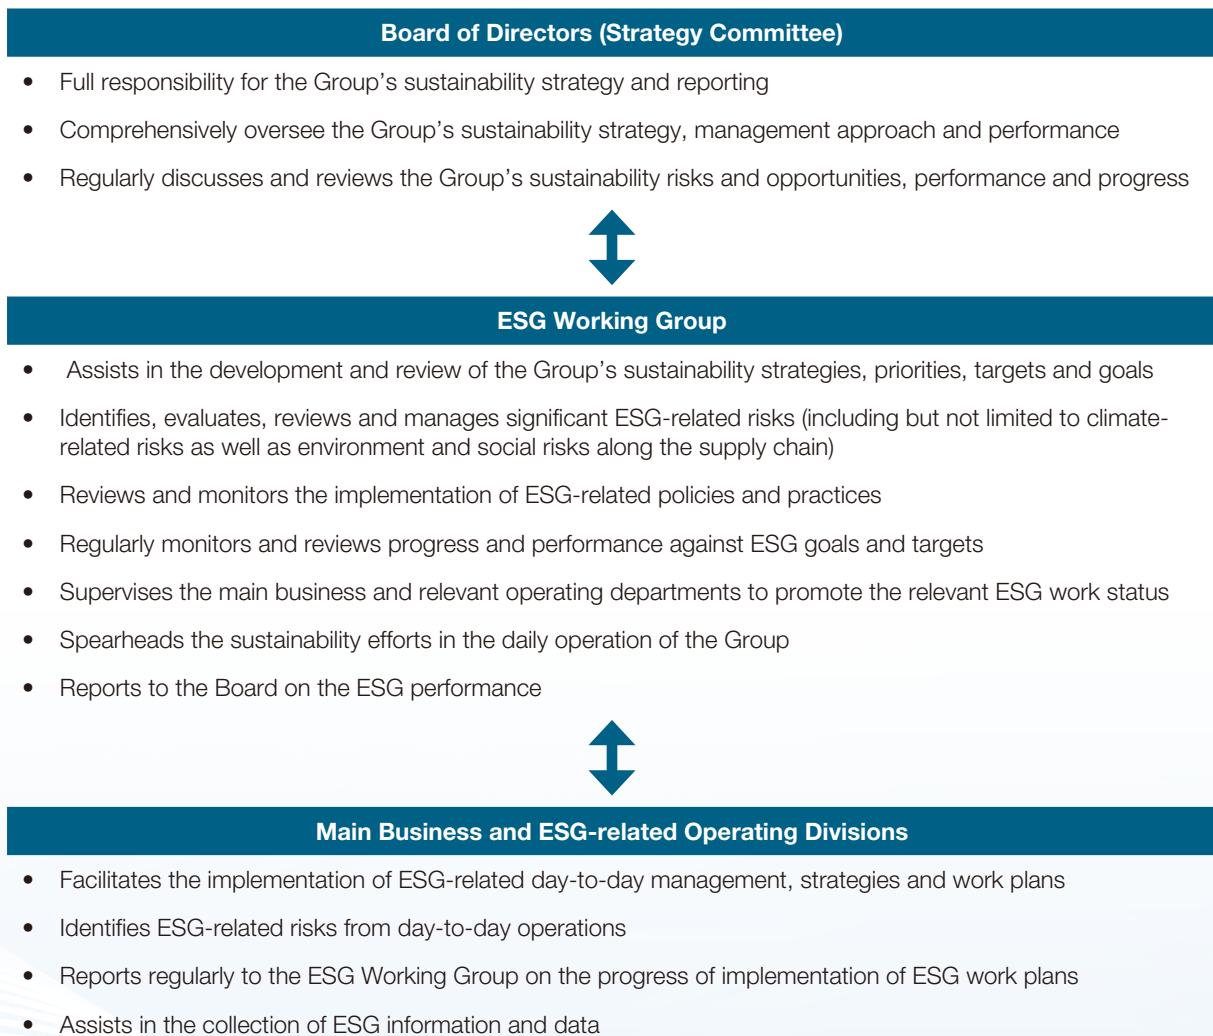 Board of Directors (Strategy Committee)
• Full responsibility for the Group’s sustainability strategy and reporting
• Comprehensively oversee the Group’s sustainability strategy, management approach and performance
• Regularly discusses and reviews the Group’s sustainability risks and opportunities, performance and progress
ESG Working Group
• Assists in the development and review of the Group’s sustainability strategies, priorities, targets and goals
• Identifies, evaluates, reviews and manages significant ESG-related risks (including but not limited to climate-
related risks as well as environment and social risks along the supply chain)
• Reviews and monitors the implementation of ESG-related policies and practices
• Regularly monitors and reviews progress and performance against ESG goals and targets
• Supervises the main business and relevant operating departments to promote the relevant ESG work status
• Spearheads the sustainability efforts in the daily operation of the Group
• Reports to the Board on the ESG performance
Main Business and ESG-related Operating Divisions
• Facilitates the implementation of ESG-related day-to-day management, strategies and work plans
• Identifies ESG-related risks from day-to-day operations
• Reports regularly to the ESG Working Group on the progress of implementation of ESG work plans
• Assists in the collection of ESG information and data